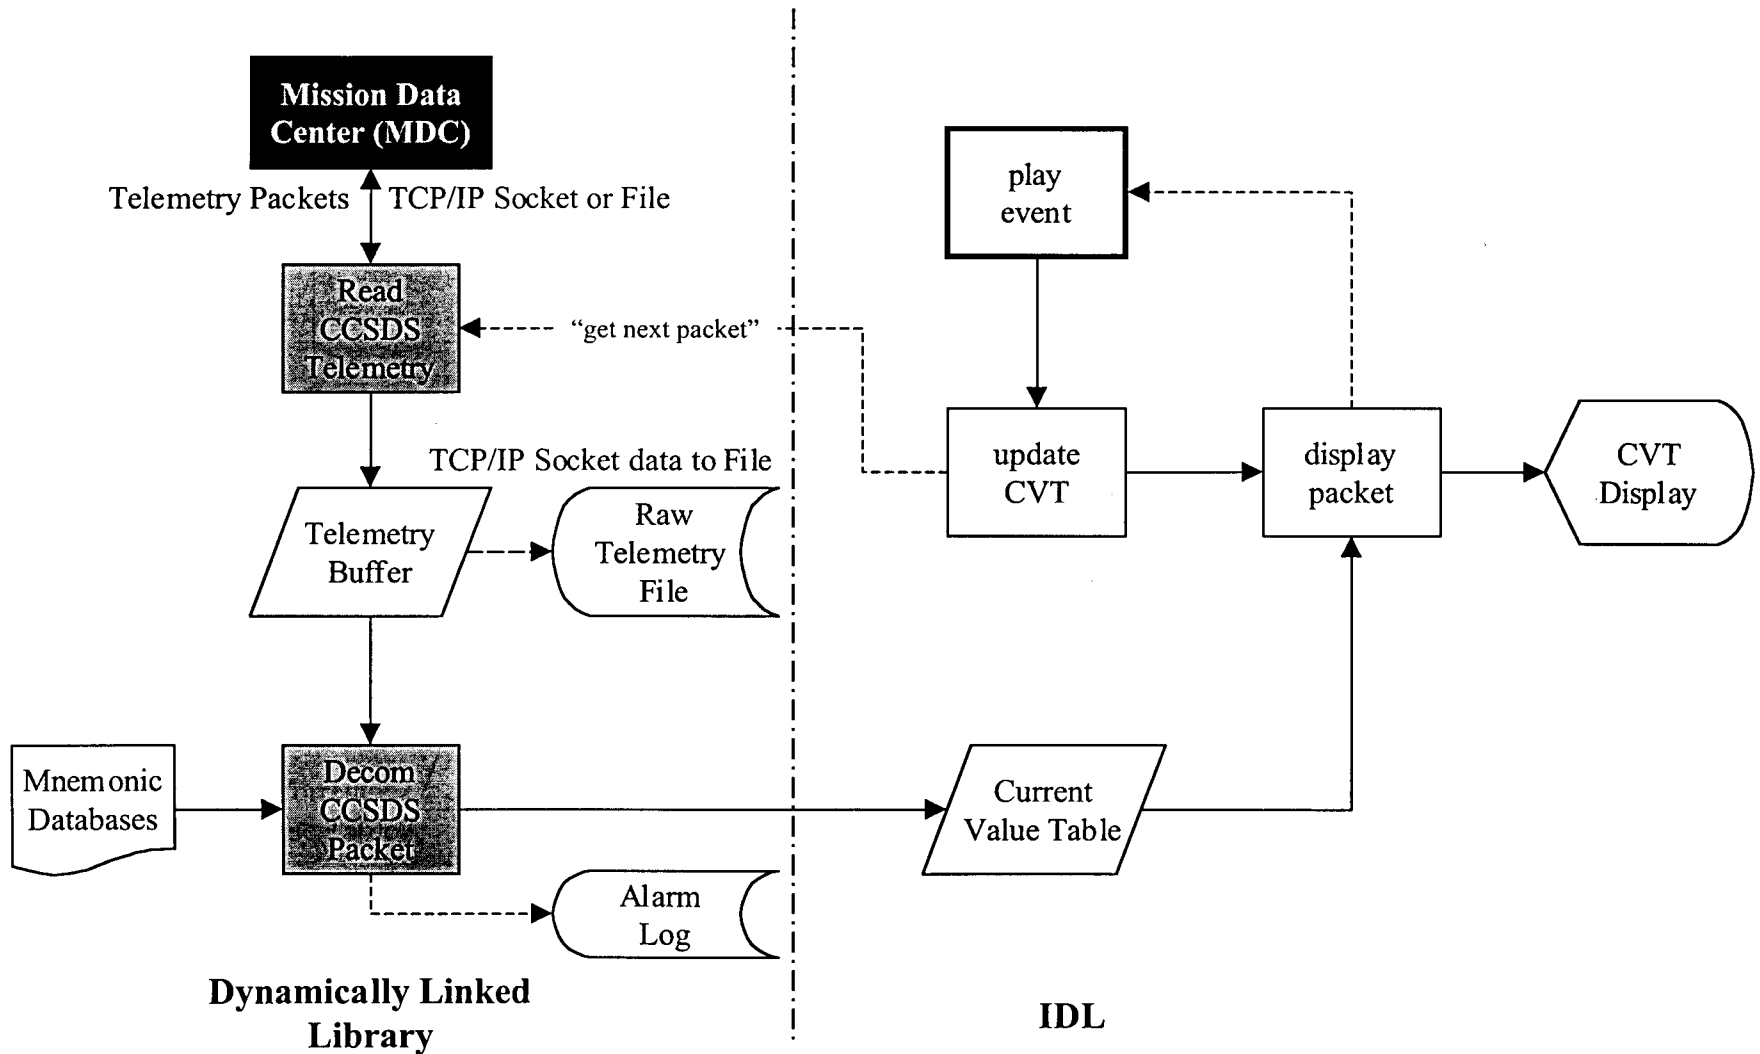 Mission Data
Center (MDC)
Telemetry Packets
TCP/IP Socket or File
Read
CCSDS
Telemetry
"get next packet"
TCP/IP Socket data to File
Telemetry
Buffer
Raw
Telemetry
File
Mnemonic
Databases
Decom
CCSDS
Packet
Alarm
Log
Dynamically Linked
Library
play
event
update
CVT
display
packet
CVT
Display
Current
Value Table
IDL